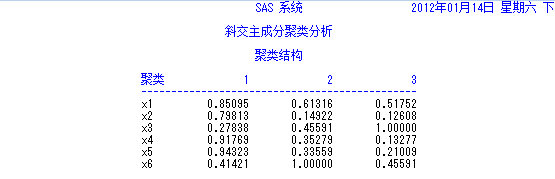 SAS 系统 2012年01月14日 星期六 下
斜交主成分聚类分析
聚类结构
聚类 1 2 3
x1 0.85095 0.61316 0.51752
x2 0.79813 0.14922 0.12608
x3 0.27838 0.45591 1.00000
x4 0.91769 0.35279 0.13277
x5 0.94323 0.33559 0.21009
x6 0.41421 1.00000 0.45591